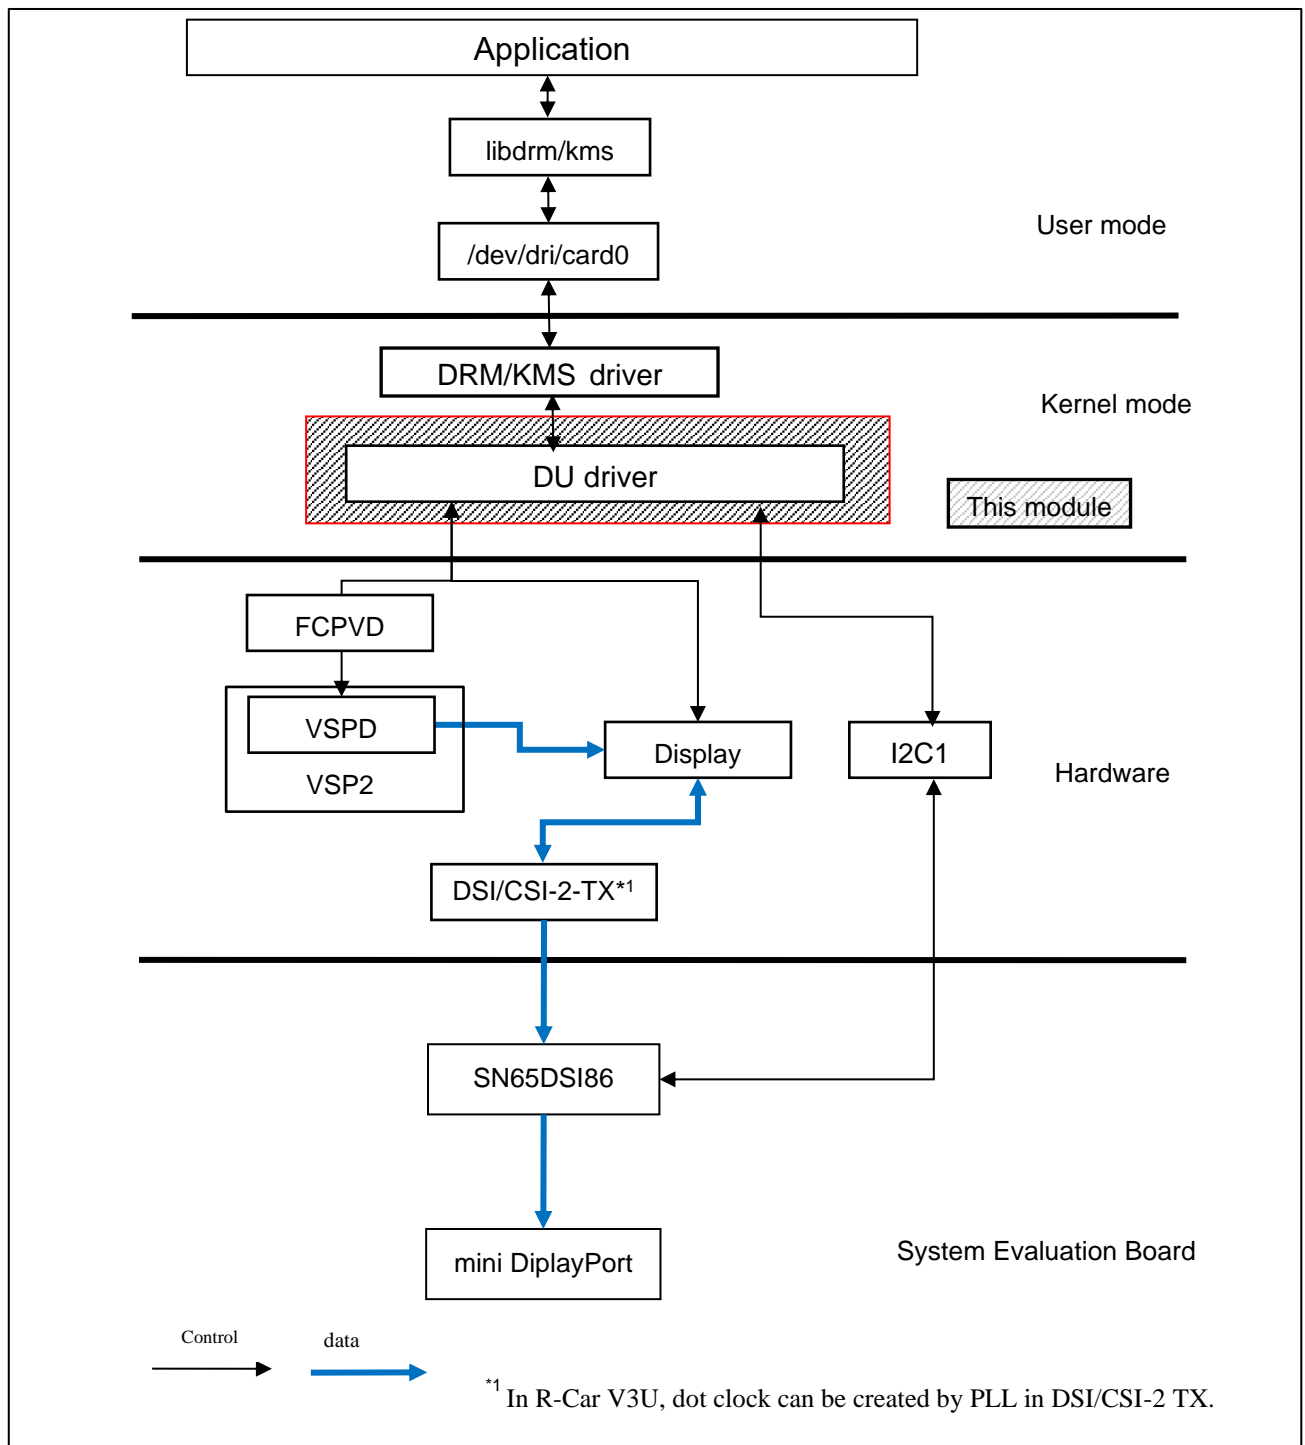 Application
libdrm/kms
/dev/dri/card0
User mode
DRM/KMS driver
Kernel mode
DU driver
This module
FCPVD
VSPD
VSP2
Display
I2C1
Hardware
DSI/CSI-2-TX*1
SN65DSI86
mini DiplayPort
System Evaluation Board
Control
data
*1 In R-Car V3U, dot clock can be created by PLL in DSI/CSI-2 TX.